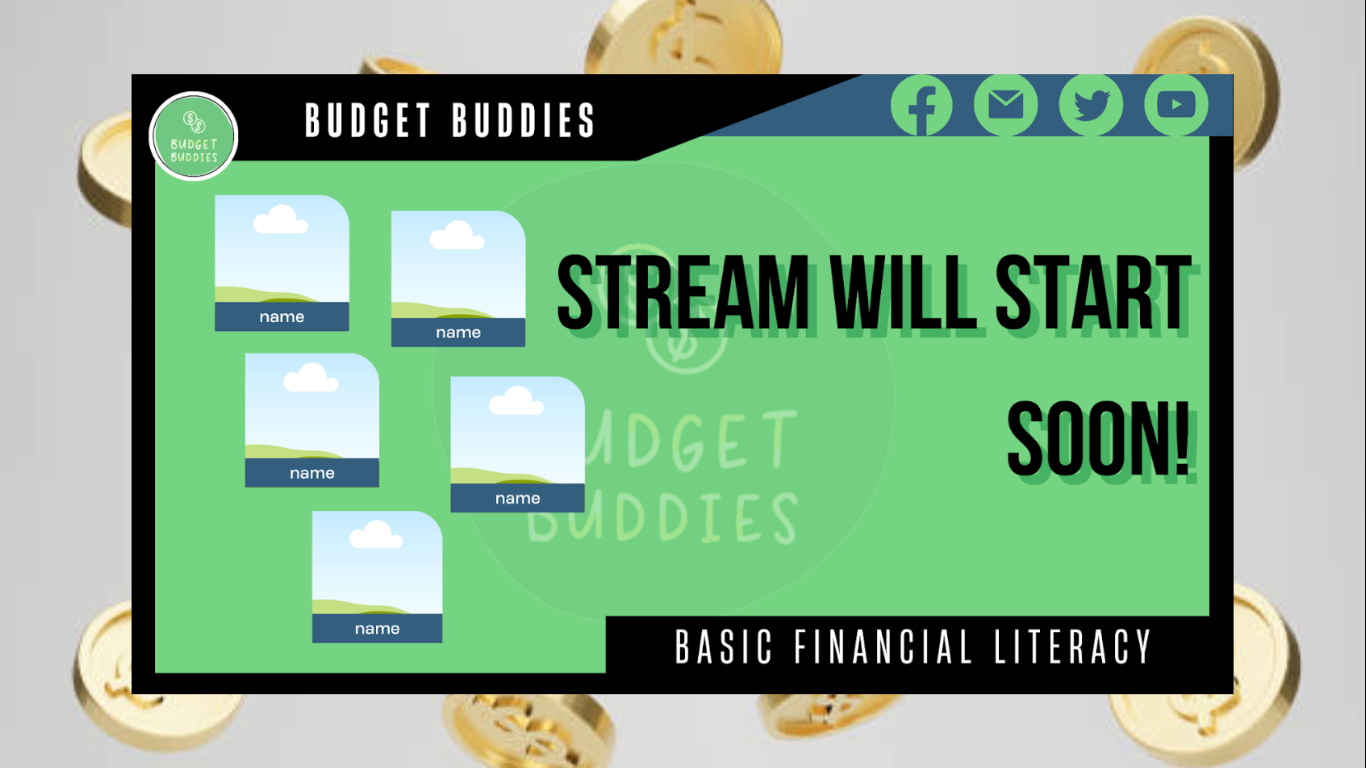 BUDGET BUDDIES
BUDGET
BUDDIES
name
name
STREAM WILL START
SOON!
name
name
BUDGET
BUDDIES
name
BASIC FINANCIAL LITERACY